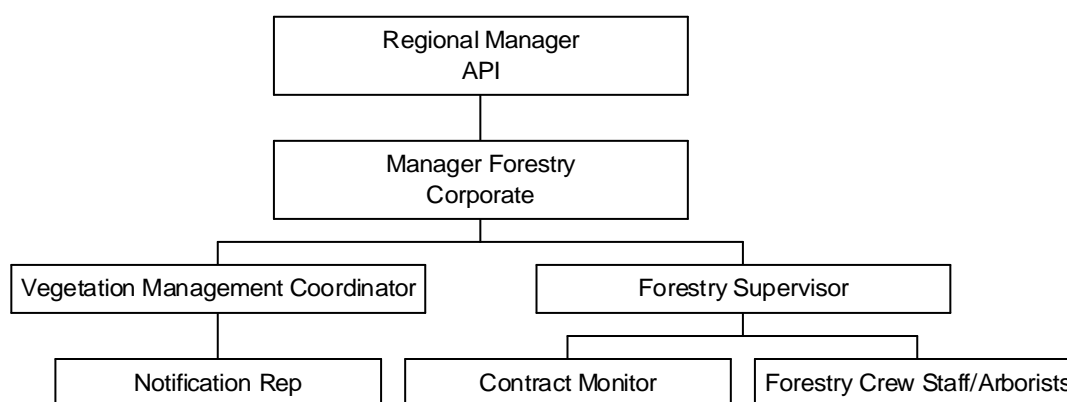 Regional Manager
API
Manager Forestry
Corporate
Vegetation Management Coordinator
Forestry Supervisor
Notification Rep
Contract Monitor
Forestry Crew Staff/Arborists